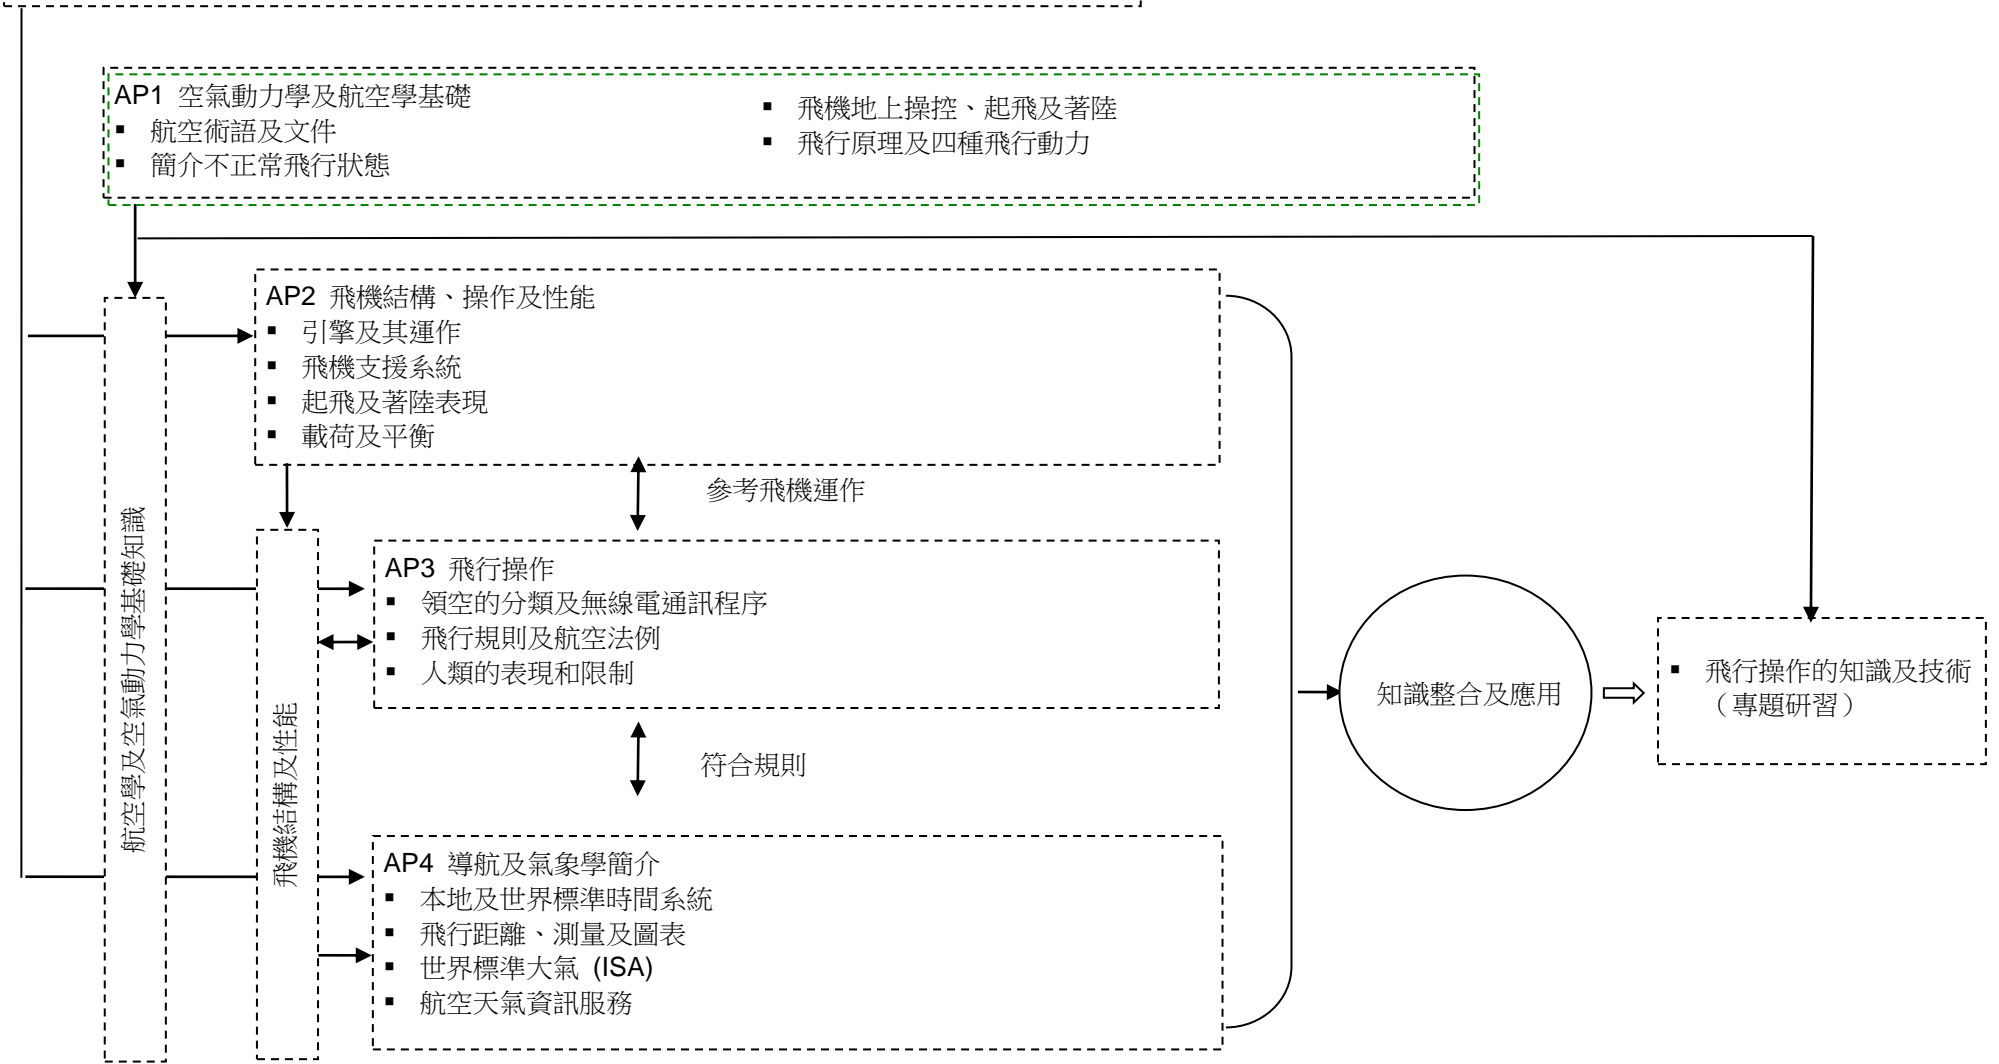 AP1 空氣動力學及航空學基礎
▪ 航空術語及文件
▪ 簡介不正常飛行狀態
▪ 飛機地上操控、起飛及著陸
▪ 飛行原理及四種飛行動力
航空學及空氣動力學基礎知識
AP2 飛機結構、操作及性能
▪ 引擎及其運作
▪ 飛機支援系統
▪ 起飛及著陸表現
▪ 載荷及平衡
參考飛機運作
飛機結構及性能
AP3 飛行操作
▪ 領空的分類及無線電通訊程序
▪ 飛行規則及航空法例
▪ 人類的表現和限制
符合規則
AP4 導航及氣象學簡介
▪ 本地及世界標準時間系統
▪ 飛行距離、測量及圖表
▪ 世界標準大氣 (ISA)
▪ 航空天氣資訊服務
知識整合及應用
▪ 飛行操作的知識及技術
（專題研習）